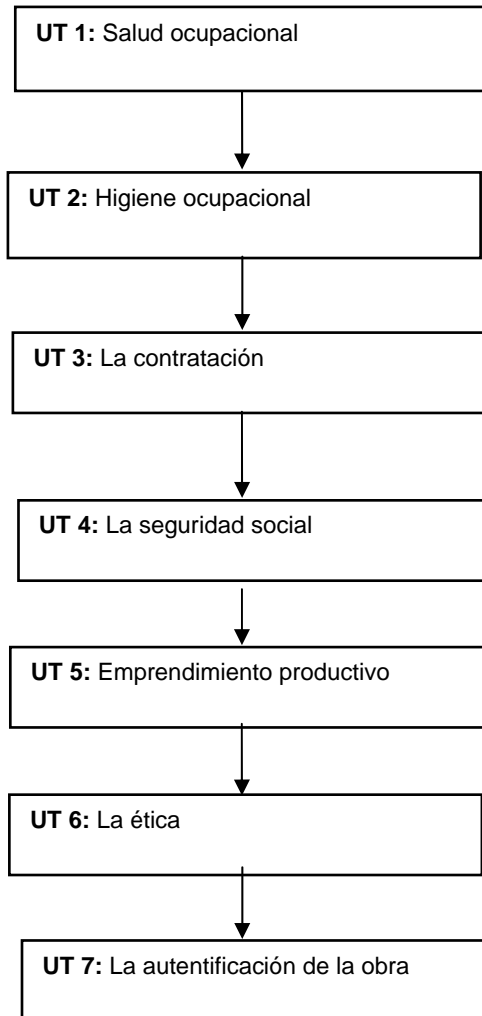 UT 1: Salud ocupacional
UT 2: Higiene ocupacional
UT 3: La contratación
UT 4: La seguridad social
UT 5: Emprendimiento productivo
UT 6: La ética
UT 7: La autentificación de la obra